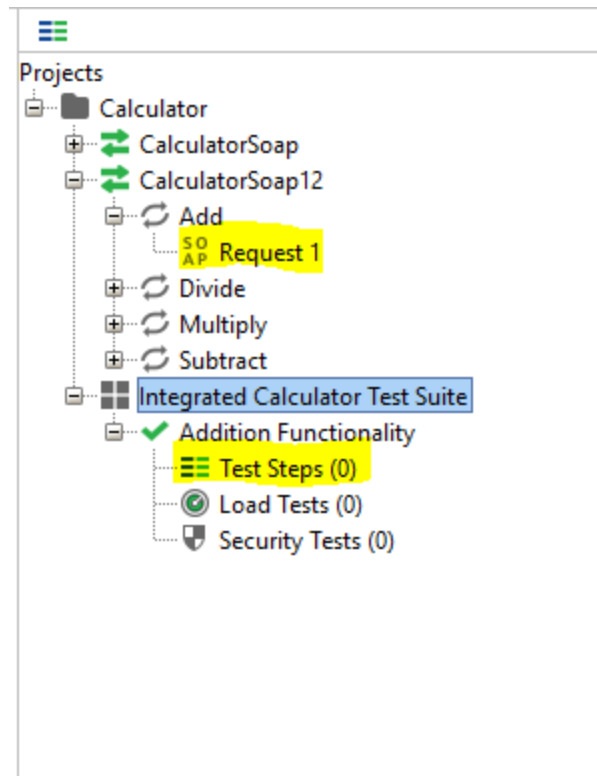 Projects
Calculator
CalculatorSoap
CalculatorSoap12
Add
SO AP Request 1
Divide
Multiply
Subtract
Integrated Calculator Test Suite
Addition Functionality
Test Steps (0)
Load Tests (0)
Security Tests (0)